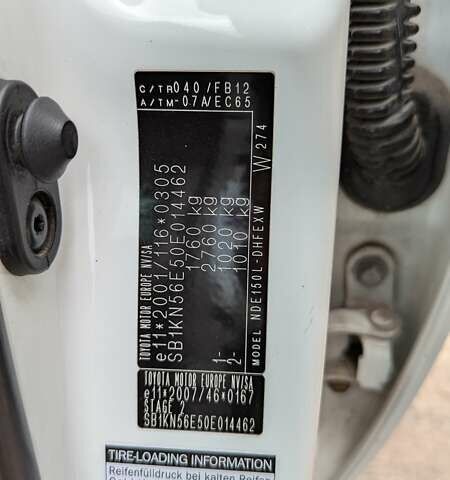 C/TR040/FB12
A/TM-07A/EC65
TOYOTA MOTOR EUROPE NV/SA
e11*2001/116*0305
SB1KN56E50E014462
1760 kg
2760 kg
1- 1020 kg
2- 1010 kg
W274
MODEL NDE150L-DHFEXW
TOYOTA MOTOR EUROPE NV/SA
e11*2007/46*0167
STAGE 2
SB1KN56E50E014462
TIRE-LOADING INFORMATION
Reifenfülldruck bei kalten Reifen